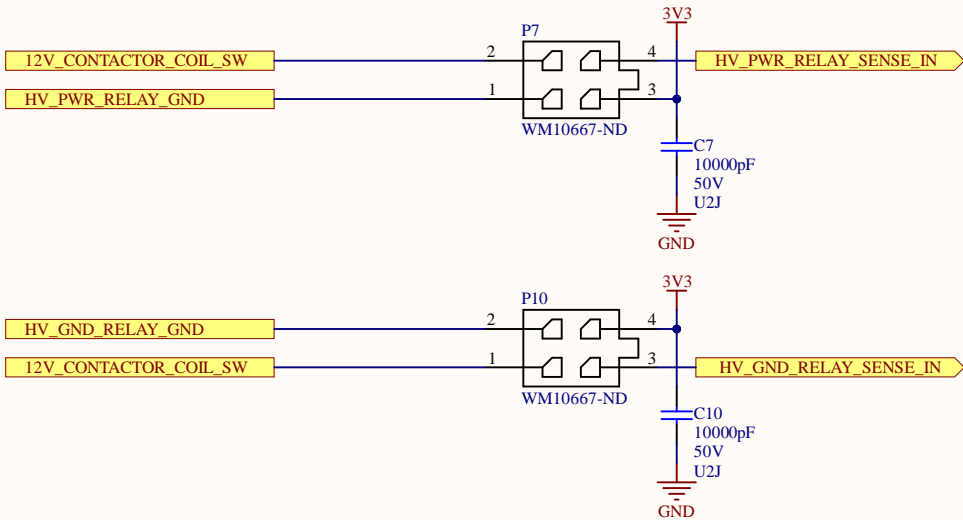 3V3
P7
12V_CONTACTOR_COIL_SW
2
4
HV_PWR_RELAY_SENSE_IN
HV_PWR_RELAY_GND
1
3
WM10667-ND
C7
10000pF
50V
U2J
GND
3V3
P10
HV_GND_RELAY_GND
2
4
12V_CONTACTOR_COIL_SW
1
3
HV_GND_RELAY_SENSE_IN
WM10667-ND
C10
10000pF
50V
U2J
GND